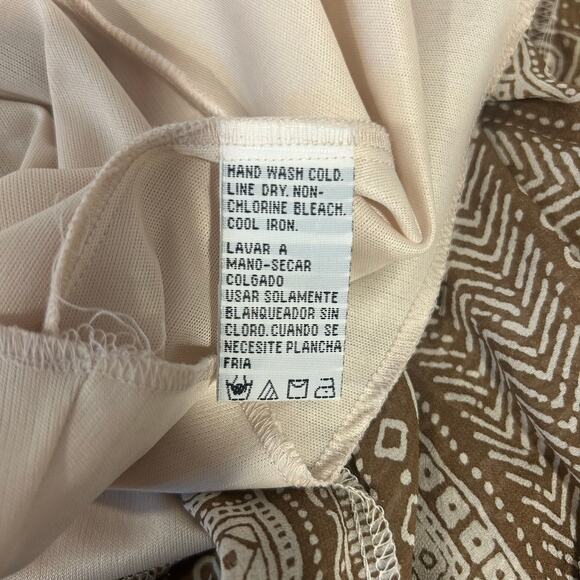 HAND WASH COLD.
LINE DRY. NON-
CHLORINE BLEACH.
COOL IRON.
LAVAR A
MANO-SECAR
COLGADO
USAR SOLAMENTE
BLANQUEADOR SIN
CLORO.CUANDO SE
NECESITE PLANCHA
FRIA